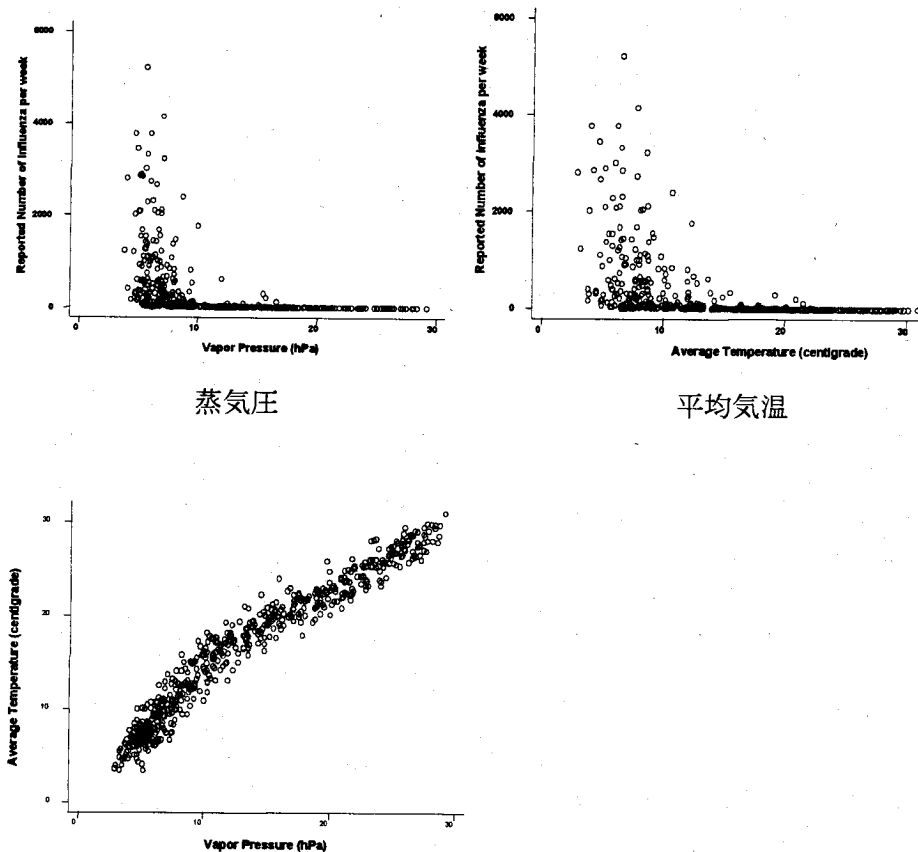 6000
4000
2000
0
Reported Number of Influenza per week
0 10 20 30
Vapor Pressure (hPa)
蒸気圧
6000
4000
2000
0
Reported Number of Influenza per week
0 10 20 30
Average Temperature (centigrade)
平均気温
30
20
10
0
Average Temperature (centigrade)
0 10 20 30
Vapor Pressure (hPa)